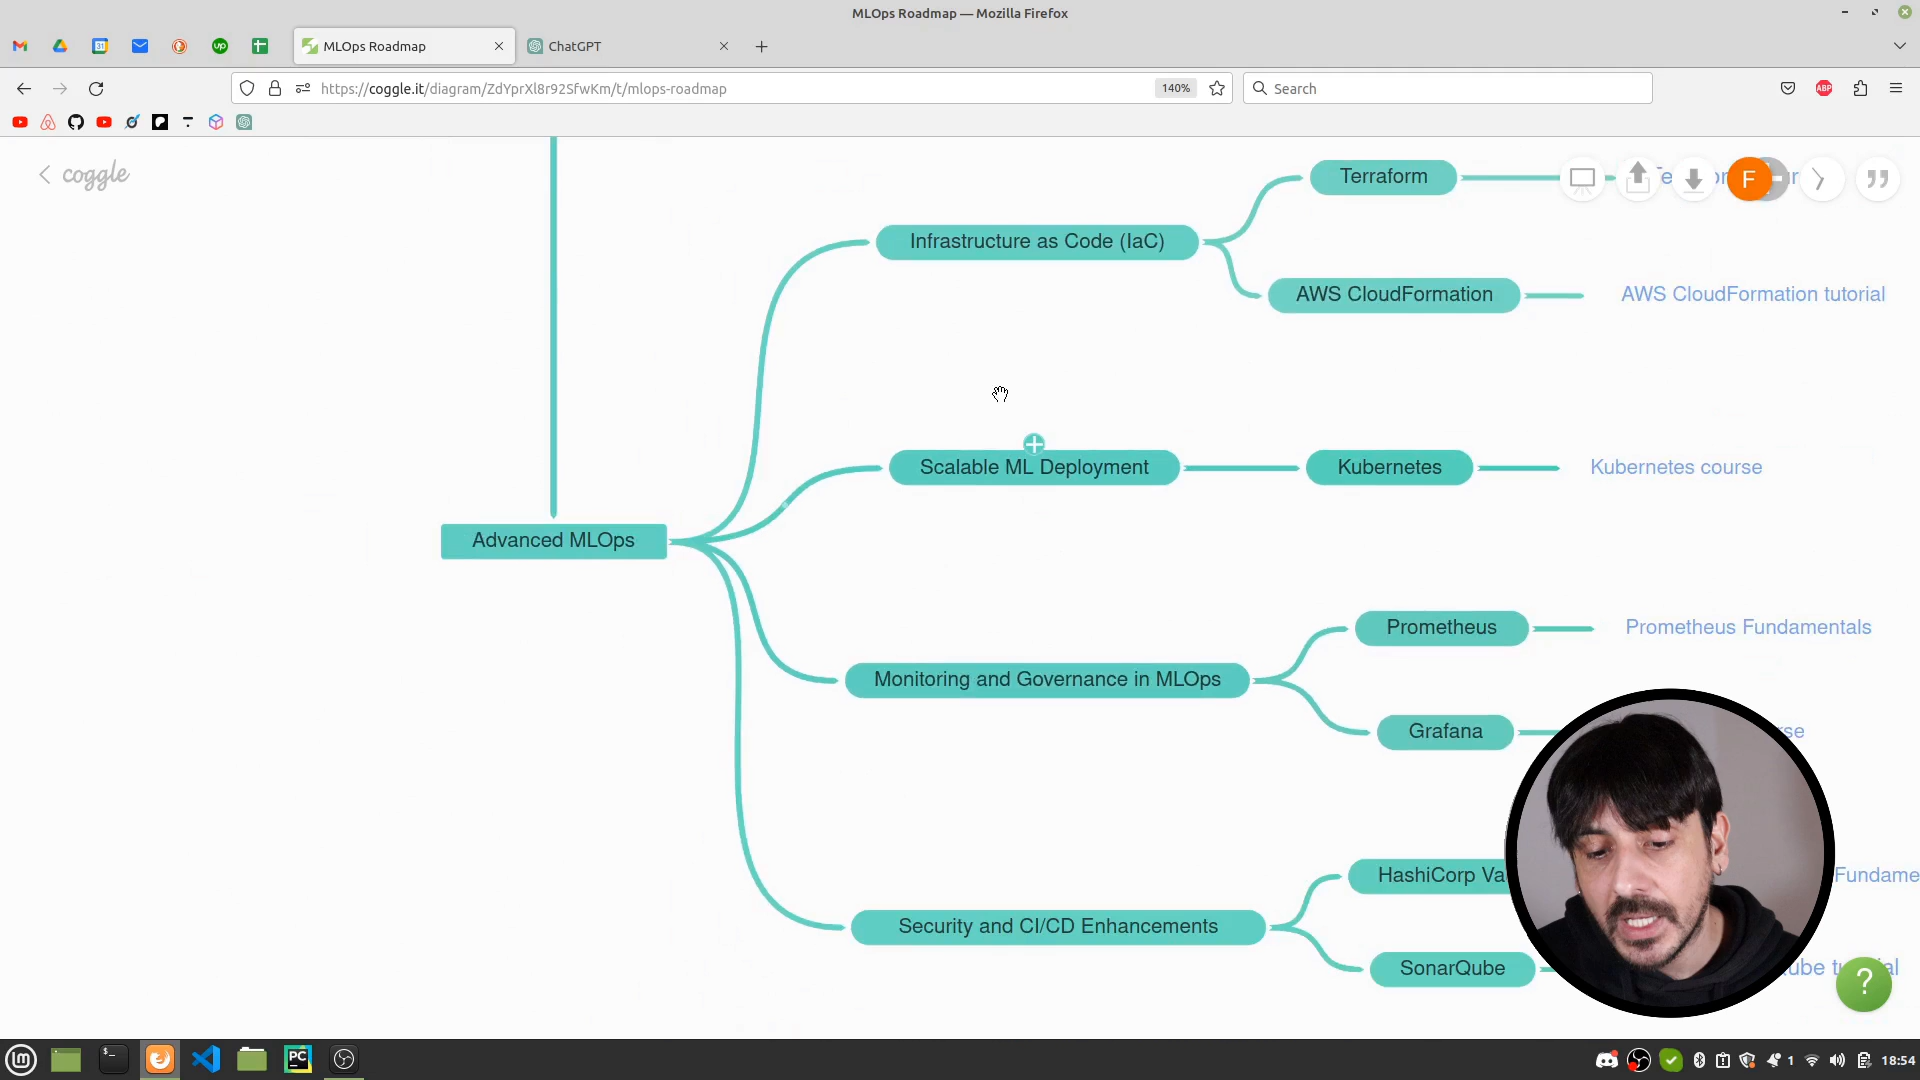 MLOps Roadmap — Mozilla Firefox
MLOps Roadmap
ChatGPT
https://coggle.it/diagram/ZdYprXl8r92SfwKm/t/mlops-roadmap
140%
Search
coggle
F
Terraform
Infrastructure as Code (IaC)
AWS CloudFormation
AWS CloudFormation tutorial
Scalable ML Deployment
Kubernetes
Kubernetes course
Advanced MLOps
Prometheus
Prometheus Fundamentals
Monitoring and Governance in MLOps
Grafana
HashiCorp
Security and CI/CD Enhancements
SonarQube
?
1
18:54